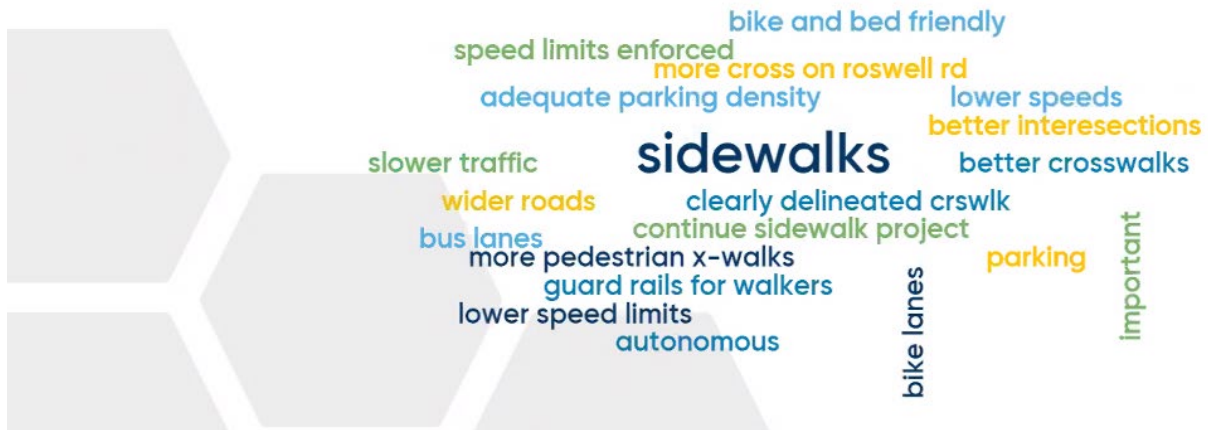 bike and bed friendly
speed limits enforced
more cross on roswell rd
adequate parking density
lower speeds
better interesections
sidewalks
slower traffic
better crosswalks
wider roads
clearly delineated crswlk
continue sidewalk project
bus lanes
more pedestrian x-walks
parking
important
guard rails for walkers
lower speed limits
bike lanes
autonomous